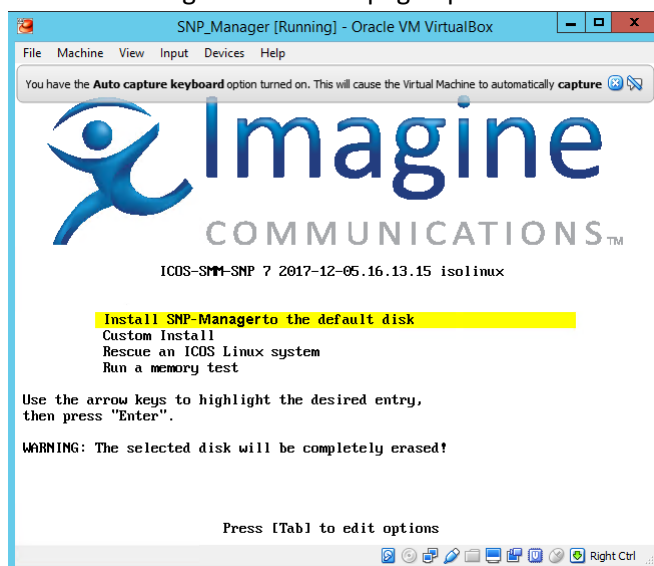 SNP_Manager [Running] - Oracle VM VirtualBox
File Machine View Input Devices Help
You have the Auto capture keyboard option turned on. This will cause the Virtual Machine to automatically capture
Imagine
COMMUNICATIONS™
ICOS-SMM-SNP 7 2017-12-05.16.13.15 isolinux
Install SNP-Managerto the default disk
Custom Install
Rescue an ICOS Linux system
Run a memory test
Use the arrow keys to highlight the desired entry,
then press "Enter".
WARNING: The selected disk will be completely erased!
Press [Tab] to edit options
Right Ctrl